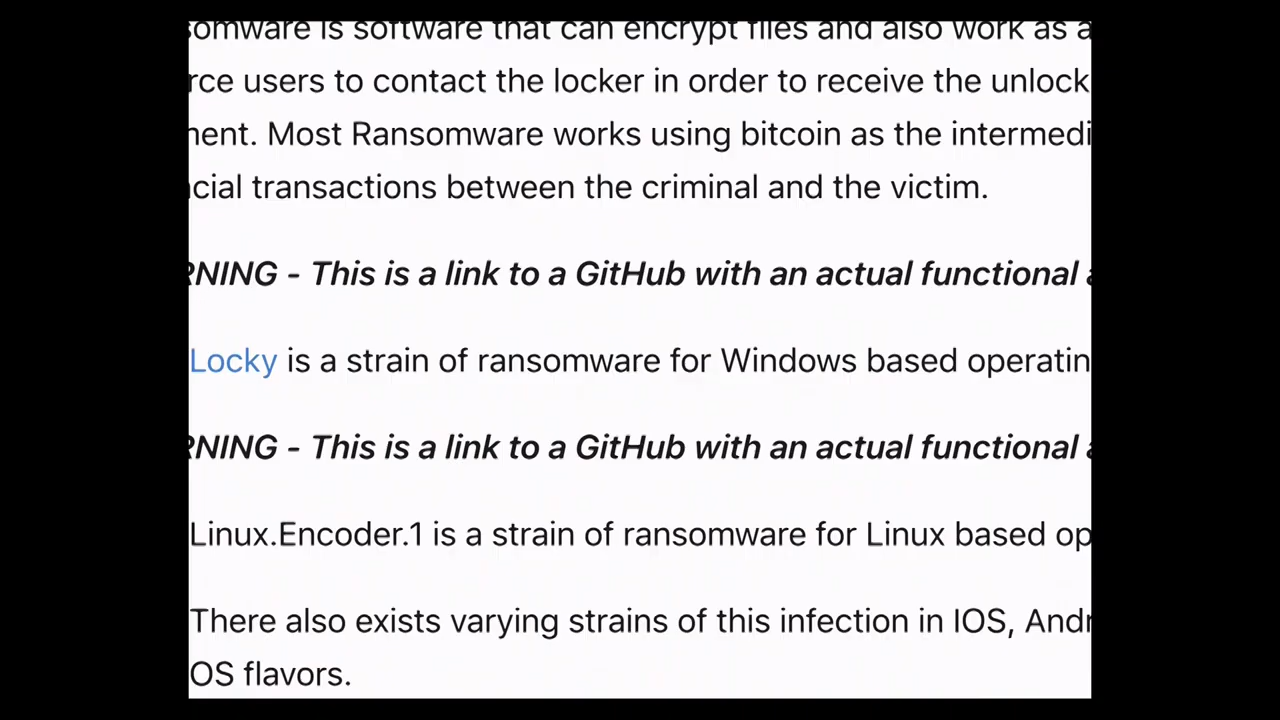 somware is software that can encrypt files and also work as a
rce users to contact the locker in order to receive the unlock
ment. Most Ransomware works using bitcoin as the intermedi
ncial transactions between the criminal and the victim.
RNING - This is a link to a GitHub with an actual functional a
Locky is a strain of ransomware for Windows based operatin
RNING - This is a link to a GitHub with an actual functional a
Linux.Encoder.1 is a strain of ransomware for Linux based op
There also exists varying strains of this infection in IOS, Andr
OS flavors.